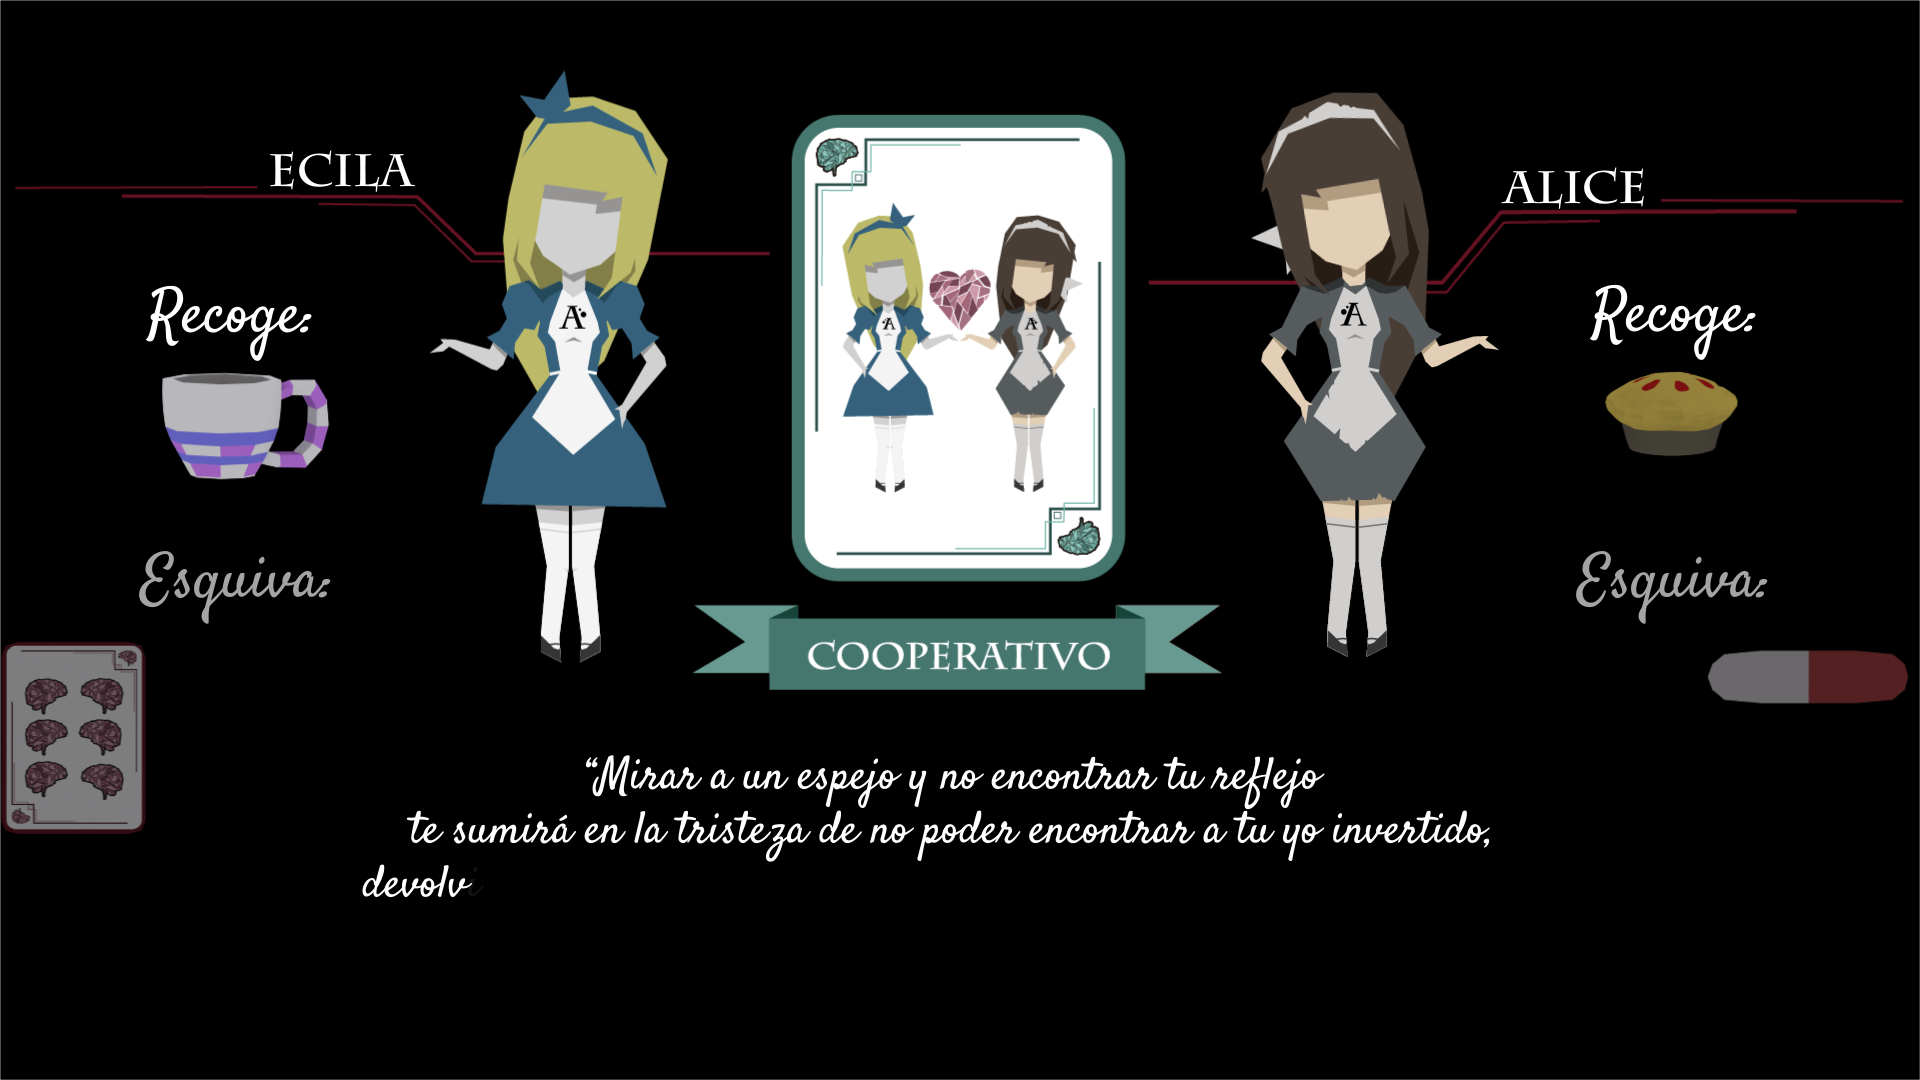 ECILA
ALICE
Recoge:
Recoge:
A
A
A
A
Esquiva:
Esquiva:
COOPERATIVO
“Mirar a un espejo y no encontrar tu reflejo
te sumirá en la tristeza de no poder encontrar a tu yo invertido,
devolvi